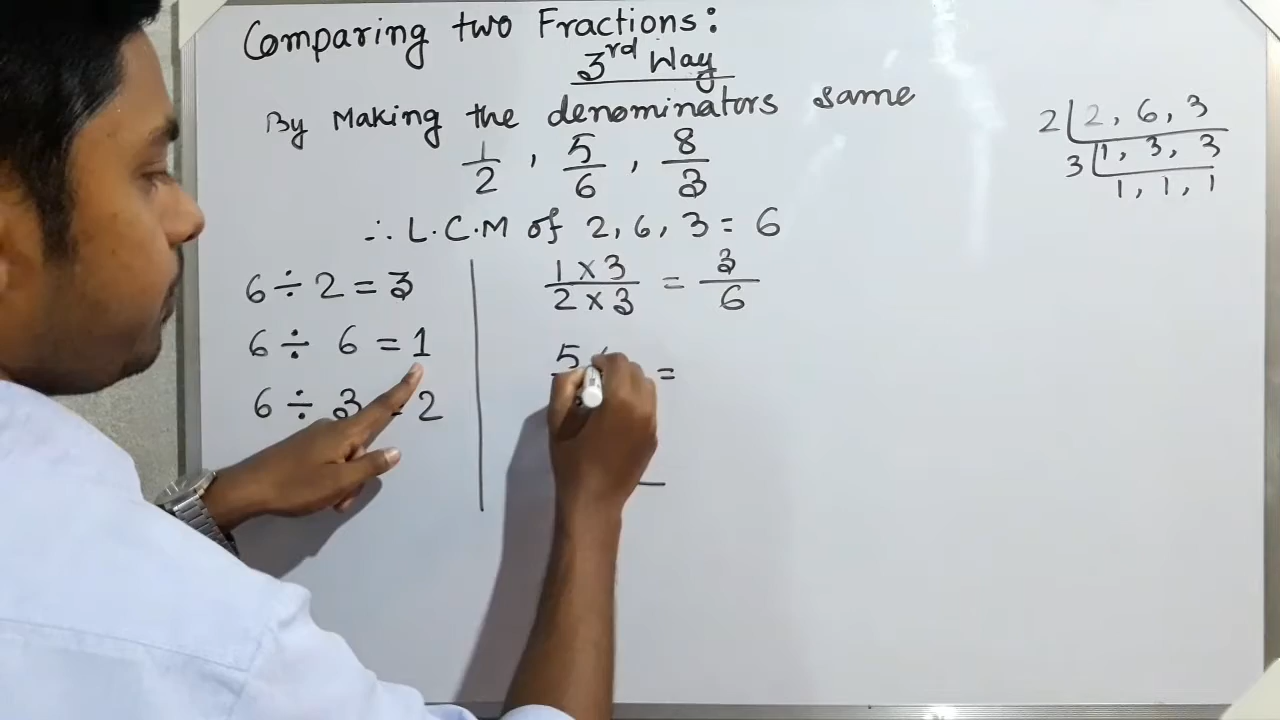 Comparing two Fractions:
3rd Way
By Making the denominators same
1/2 , 5/6 , 8/3
∴ L.C.M of 2, 6, 3 = 6
6 ÷ 2 = 3
6 ÷ 6 = 1
6 ÷ 3 = 2
1 × 3 / 2 × 3 = 3/6
5 =
2 | 2, 6, 3
3 | 1, 3, 3
1, 1, 1